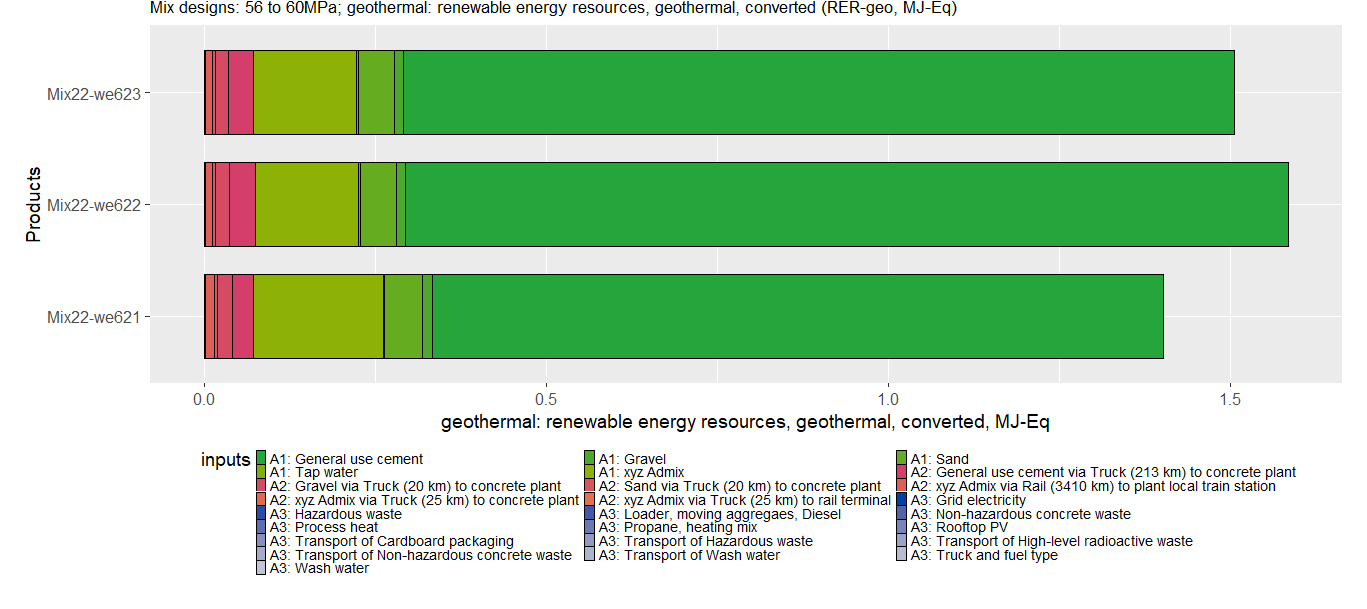 Mix designs: 56 to 60MPa; geothermal: renewable energy resources, geothermal, converted (RER-geo, MJ-Eq)
Products
Mix22-we623
Mix22-we622
Mix22-we621
0.0 0.5 1.0 1.5
geothermal: renewable energy resources, geothermal, converted, MJ-Eq
inputs
A1: General use cement A1: Gravel A1: Sand
A1: Tap water A1: xyz Admix A2: General use cement via Truck (213 km) to concrete plant
A2: Gravel via Truck (20 km) to concrete plant A2: Sand via Truck (20 km) to concrete plant A2: xyz Admix via Rail (3410 km) to plant local train station
A2: xyz Admix via Truck (25 km) to concrete plant A2: xyz Admix via Truck (25 km) to rail terminal A3: Grid electricity
A3: Hazardous waste A3: Loader, moving aggregaes, Diesel A3: Non-hazardous concrete waste
A3: Process heat A3: Propane, heating mix A3: Rooftop PV
A3: Transport of Cardboard packaging A3: Transport of Hazardous waste A3: Transport of High-level radioactive waste
A3: Transport of Non-hazardous concrete waste A3: Transport of Wash water A3: Truck and fuel type
A3: Wash water